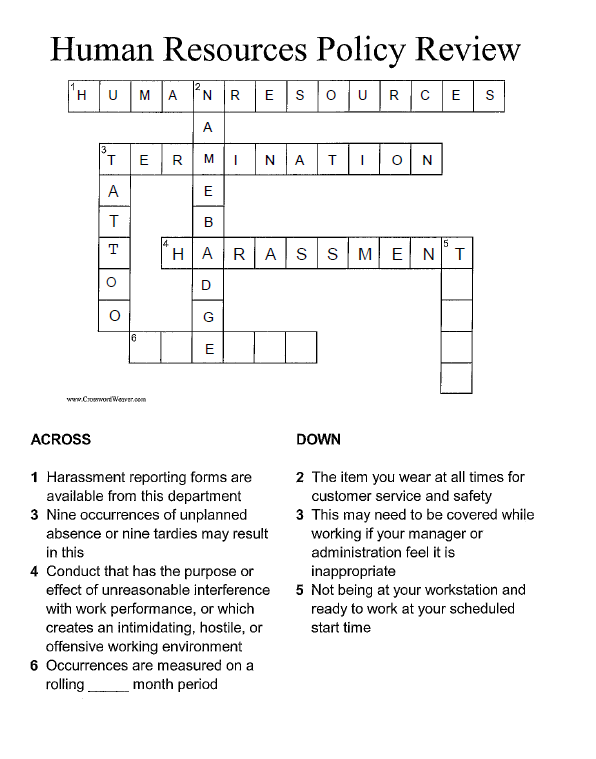 Human Resources Policy Review
1 H U M A 2 N R E S O U R C E S
A
3 T E R M I N A T I O N
A E
T B
T 4 H A R A S S M E N 5 T
O D
O G
6 E
www.CrosswordWeaver.com
ACROSS
1 Harassment reporting forms are
available from this department
3 Nine occurrences of unplanned
absence or nine tardies may result
in this
4 Conduct that has the purpose or
effect of unreasonable interference
with work performance, or which
creates an intimidating, hostile, or
offensive working environment
6 Occurrences are measured on a
rolling _____ month period
DOWN
2 The item you wear at all times for
customer service and safety
3 This may need to be covered while
working if your manager or
administration feel it is
inappropriate
5 Not being at your workstation and
ready to work at your scheduled
start time